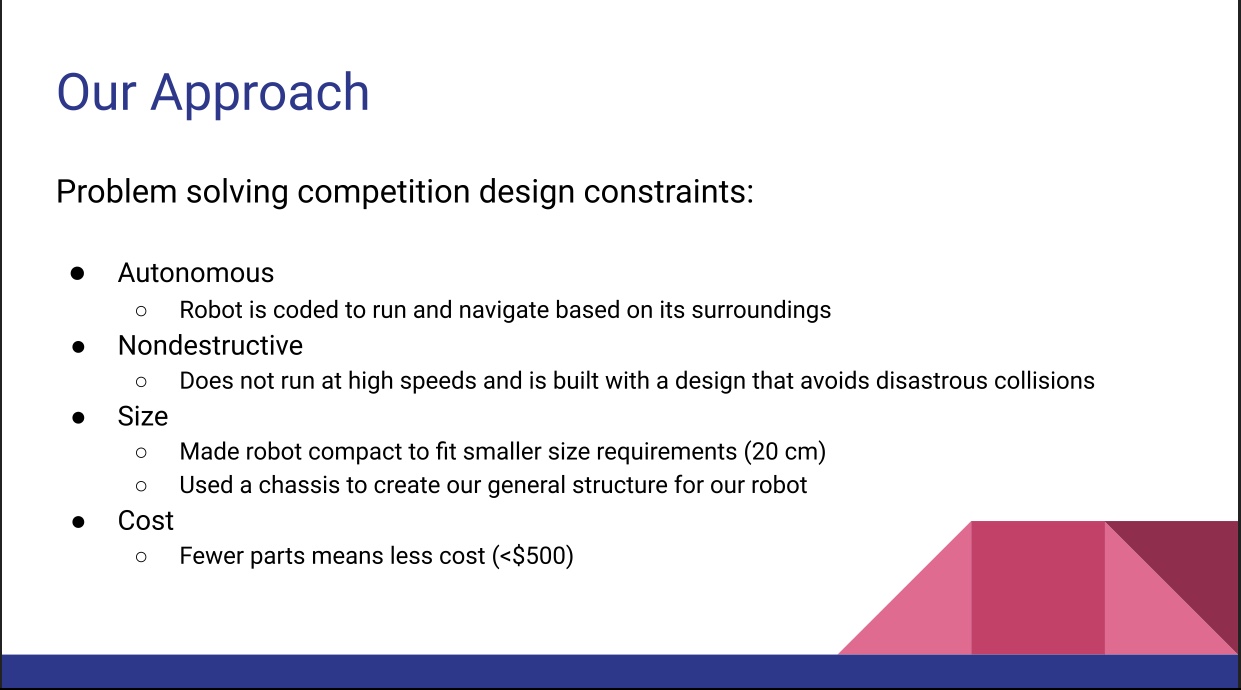 Our Approach
Problem solving competition design constraints:
● Autonomous
○ Robot is coded to run and navigate based on its surroundings
● Nondestructive
○ Does not run at high speeds and is built with a design that avoids disastrous collisions
● Size
○ Made robot compact to fit smaller size requirements (20 cm)
○ Used a chassis to create our general structure for our robot
● Cost
○ Fewer parts means less cost (<$500)